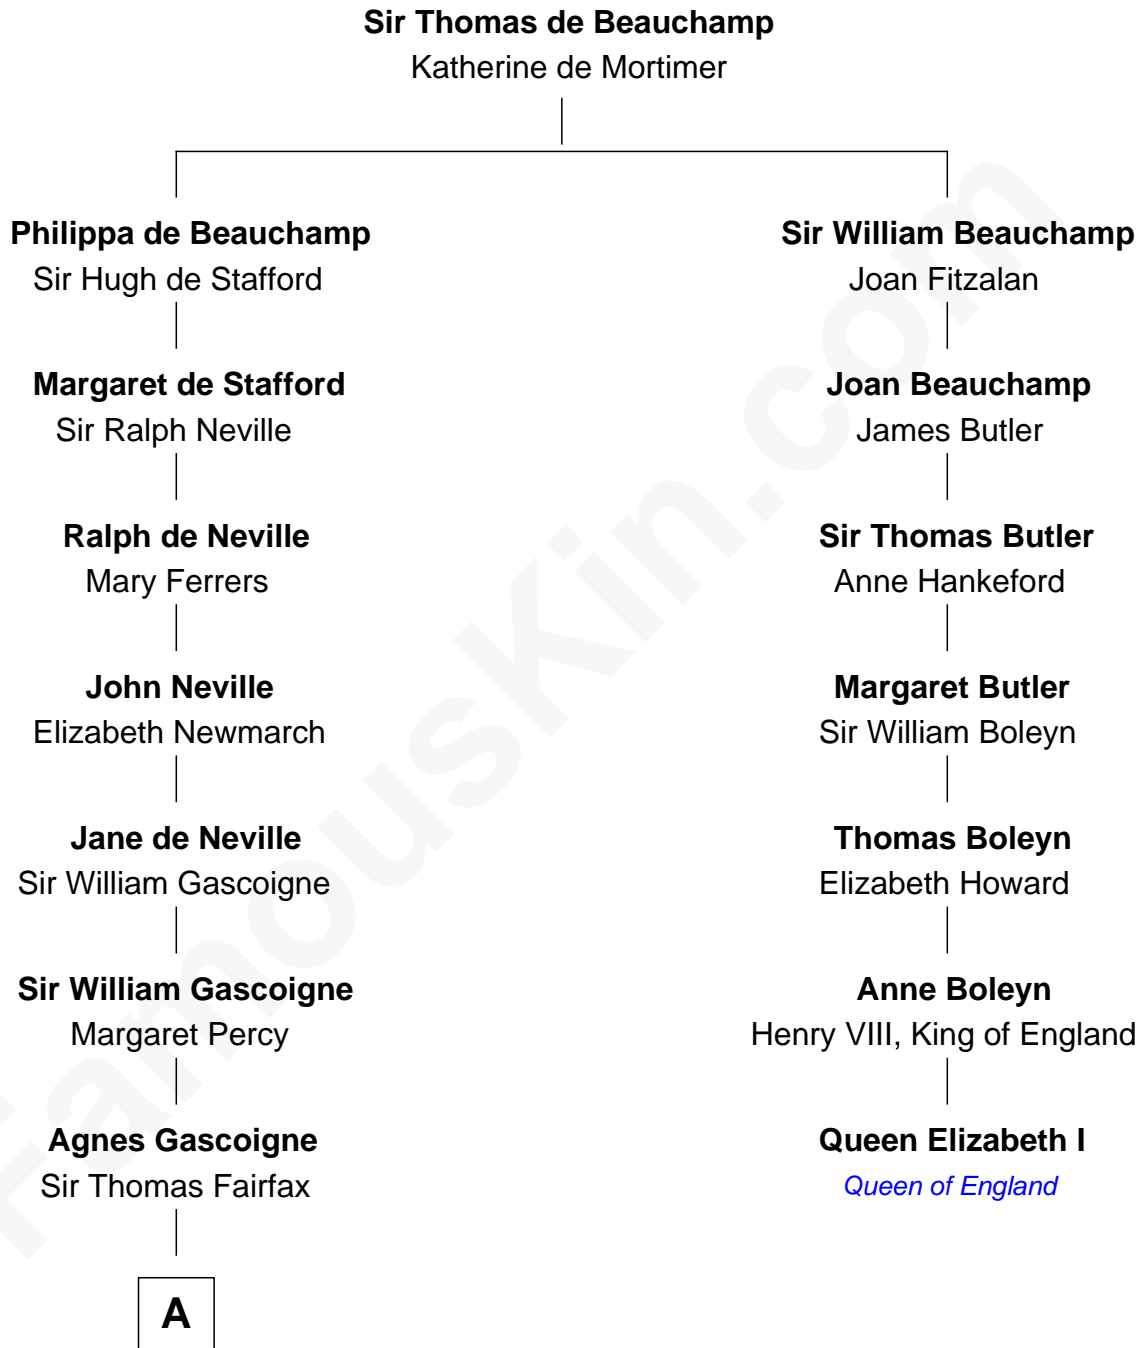 Sir Thomas de Beauchamp
Katherine de Mortimer
Philippa de Beauchamp
Sir Hugh de Stafford
Sir William Beauchamp
Joan Fitzalan
Margaret de Stafford
Sir Ralph Neville
Joan Beauchamp
James Butler
Ralph de Neville
Mary Ferrers
Sir Thomas Butler
Anne Hankeford
John Neville
Elizabeth Newmarch
Margaret Butler
Sir William Boleyn
Jane de Neville
Sir William Gascoigne
Thomas Boleyn
Elizabeth Howard
Sir William Gascoigne
Margaret Percy
Anne Boleyn
Henry VIII, King of England
Agnes Gascoigne
Sir Thomas Fairfax
Queen Elizabeth I
Queen of England
A
FamousKin.com